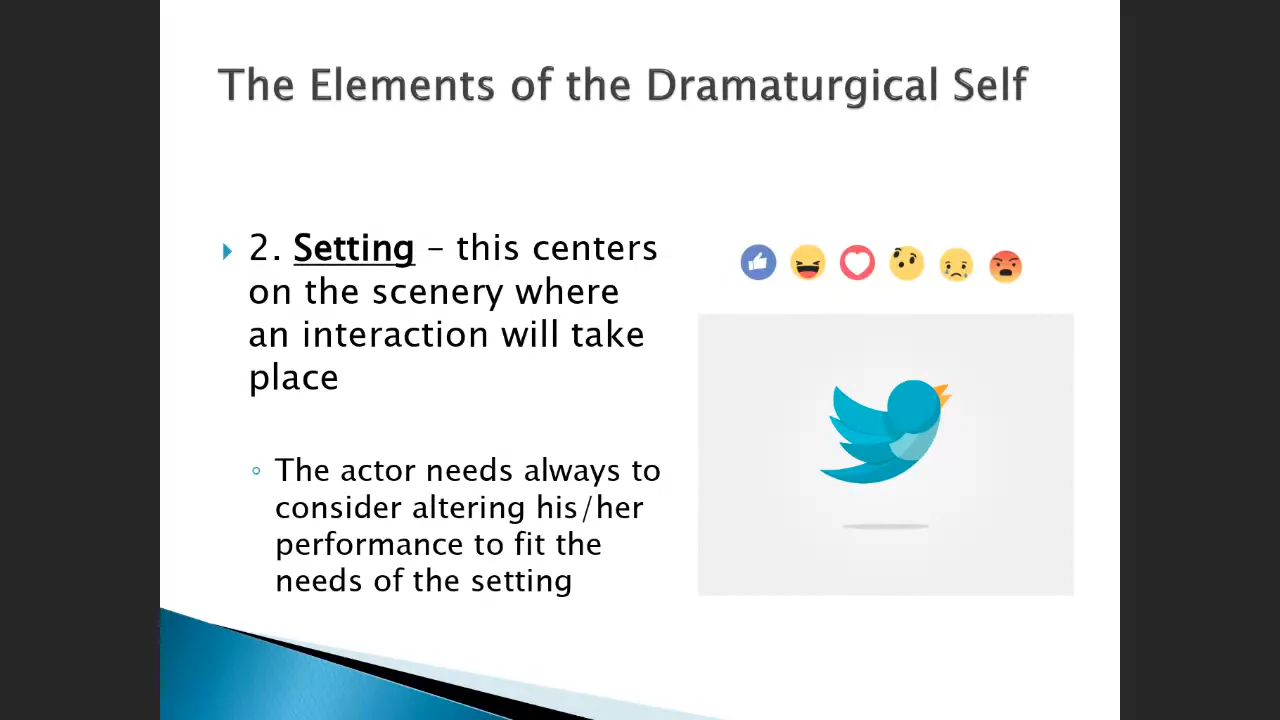 The Elements of the Dramaturgical Self
2. Setting – this centers
on the scenery where
an interaction will take
place
The actor needs always to
consider altering his/her
performance to fit the
needs of the setting